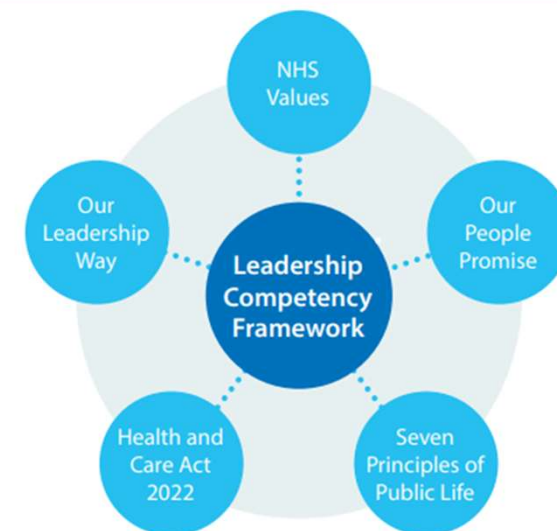 NHS
Values
Our
Leadership
Way
Our
People
Promise
Leadership
Competency
Framework
Health and
Care Act
2022
Seven
Principles of
Public Life